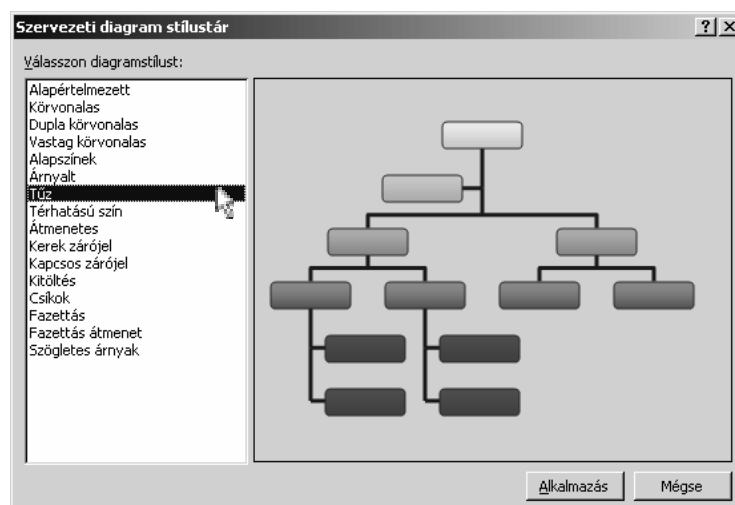 Szervezeti diagram stílustár
Válasszon diagramstílust:
Alapértelmezett
Körvonalas
Dupla körvonalas
Vastag körvonalas
Alapszínek
Árnyalt
Tűz
Térhatású szín
Átmenetes
Kerek zárójel
Kapcsos zárójel
Kitöltés
Csíkok
Fazettás
Fazettás átmenet
Szögletes árnyak
Alkalmazás Mégse